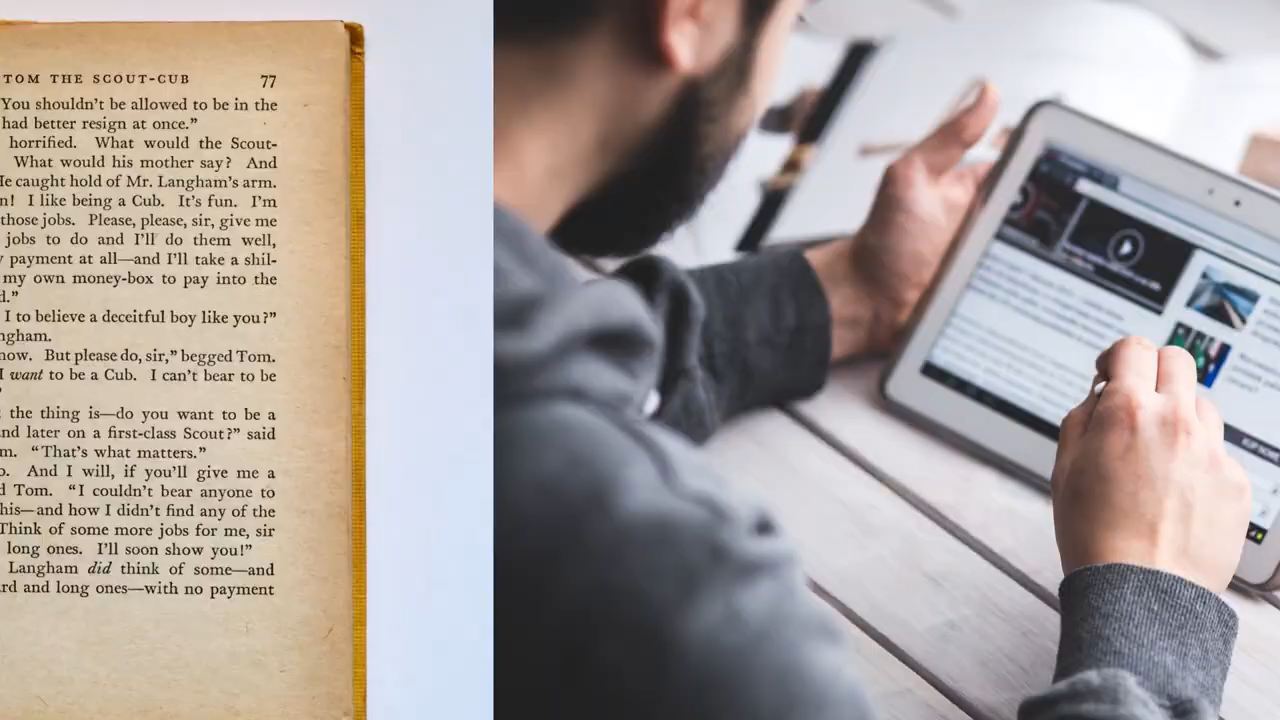 TOM THE SCOUT-CUB 77
You shouldn't be allowed to be in the
had better resign at once."
horrified. What would the Scout-
What would his mother say? And
He caught hold of Mr. Langham's arm.
n! I like being a Cub. It's fun. I'm
those jobs. Please, please, sir, give me
jobs to do and I'll do them well,
y payment at all—and I'll take a shil-
my own money-box to pay into the
d."
I to believe a deceitful boy like you?"
ngham.
now. But please do, sir," begged Tom.
I want to be a Cub. I can't bear to be
the thing is—do you want to be a
nd later on a first-class Scout?" said
m. "That's what matters."
o. And I will, if you'll give me a
d Tom. "I couldn't bear anyone to
his—and how I didn't find any of the
Think of some more jobs for me, sir
long ones. I'll soon show you!"
Langham did think of some—and
rd and long ones—with no payment